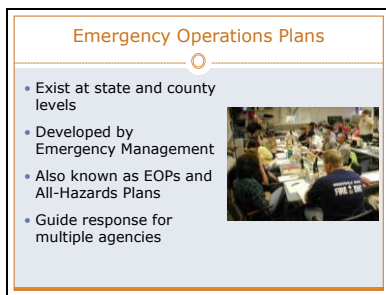 Emergency Operations Plans
• Exist at state and county
levels
• Developed by
Emergency Management
• Also known as EOPs and
All-Hazards Plans
• Guide response for
multiple agencies
FIRE